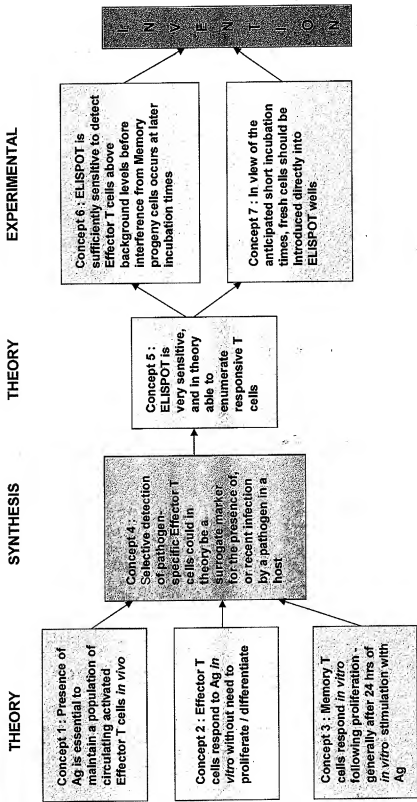 THEORY
SYNTHESIS
THEORY
EXPERIMENTAL
Concept 1 : Presence of
Ag is essential to
maintain a population of
circulating activated
Effector T cells in vivo
Concept 2 : Effector T
cells respond to Ag in
vitro without need to
proliferate / differentiate
Concept 3 : Memory T
cells respond in vitro
following proliferation -
generally after 24 hrs of
in vitro stimulation with
Ag
Concept 4 :
Selective detection
of pathogen-
specific Effector T
cells could in
theory be a
surrogate marker
for the presence of,
or recent infection
by a pathogen in a
host
Concept 5 :
ELISPOT is
very sensitive,
and in theory
able to
enumerate
responsive T
cells
Concept 6 : ELISPOT is
sufficiently sensitive to detect
Effector T cells above
background levels before
interference from Memory
progeny cells occurs at later
incubation times
Concept 7 : In view of the
anticipated short incubation
times, fresh cells should be
introduced directly into
ELISPOT wells
INVENTION